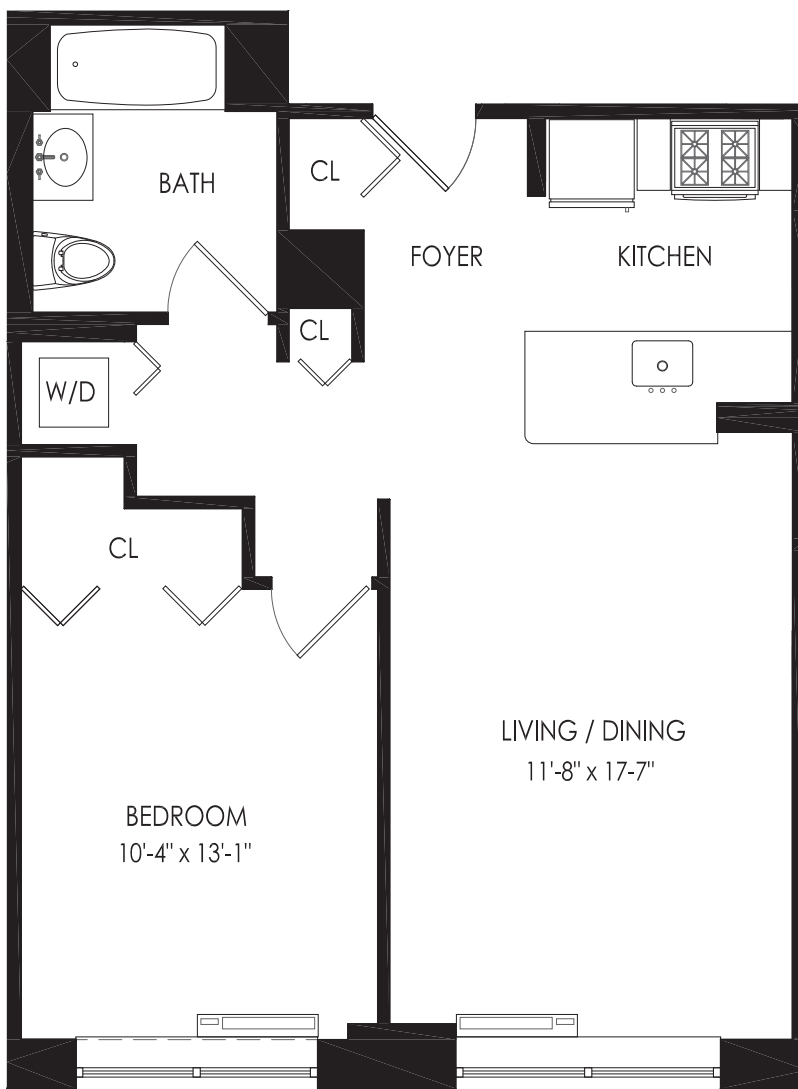 BATH
CL
FOYER
KITCHEN
CL
W/D
CL
LIVING / DINING
11'-8" x 17-7"
BEDROOM
10'-4" x 13'-1"